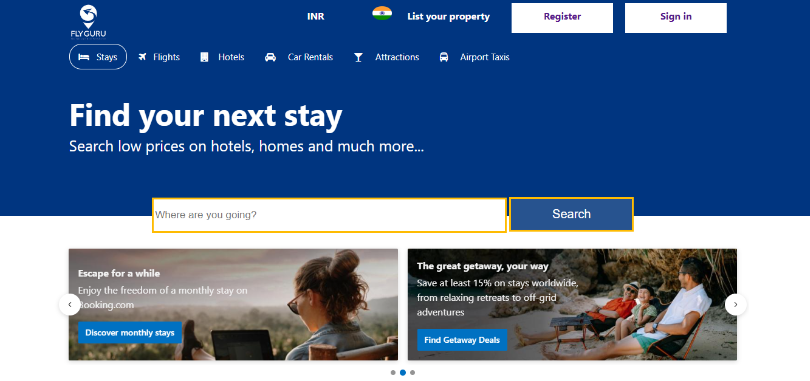 INR
List your property
Register
Sign in
FLYGURU
Stays
Flights
Hotels
Car Rentals
Attractions
Airport Taxis
Find your next stay
Search low prices on hotels, homes and much more...
Where are you going?
Search
Escape for a while
Enjoy the freedom of a monthly stay on
Booking.com
Discover monthly stays
The great getaway, your way
Save at least 15% on stays worldwide,
from relaxing retreats to off-grid
adventures
Find Getaway Deals